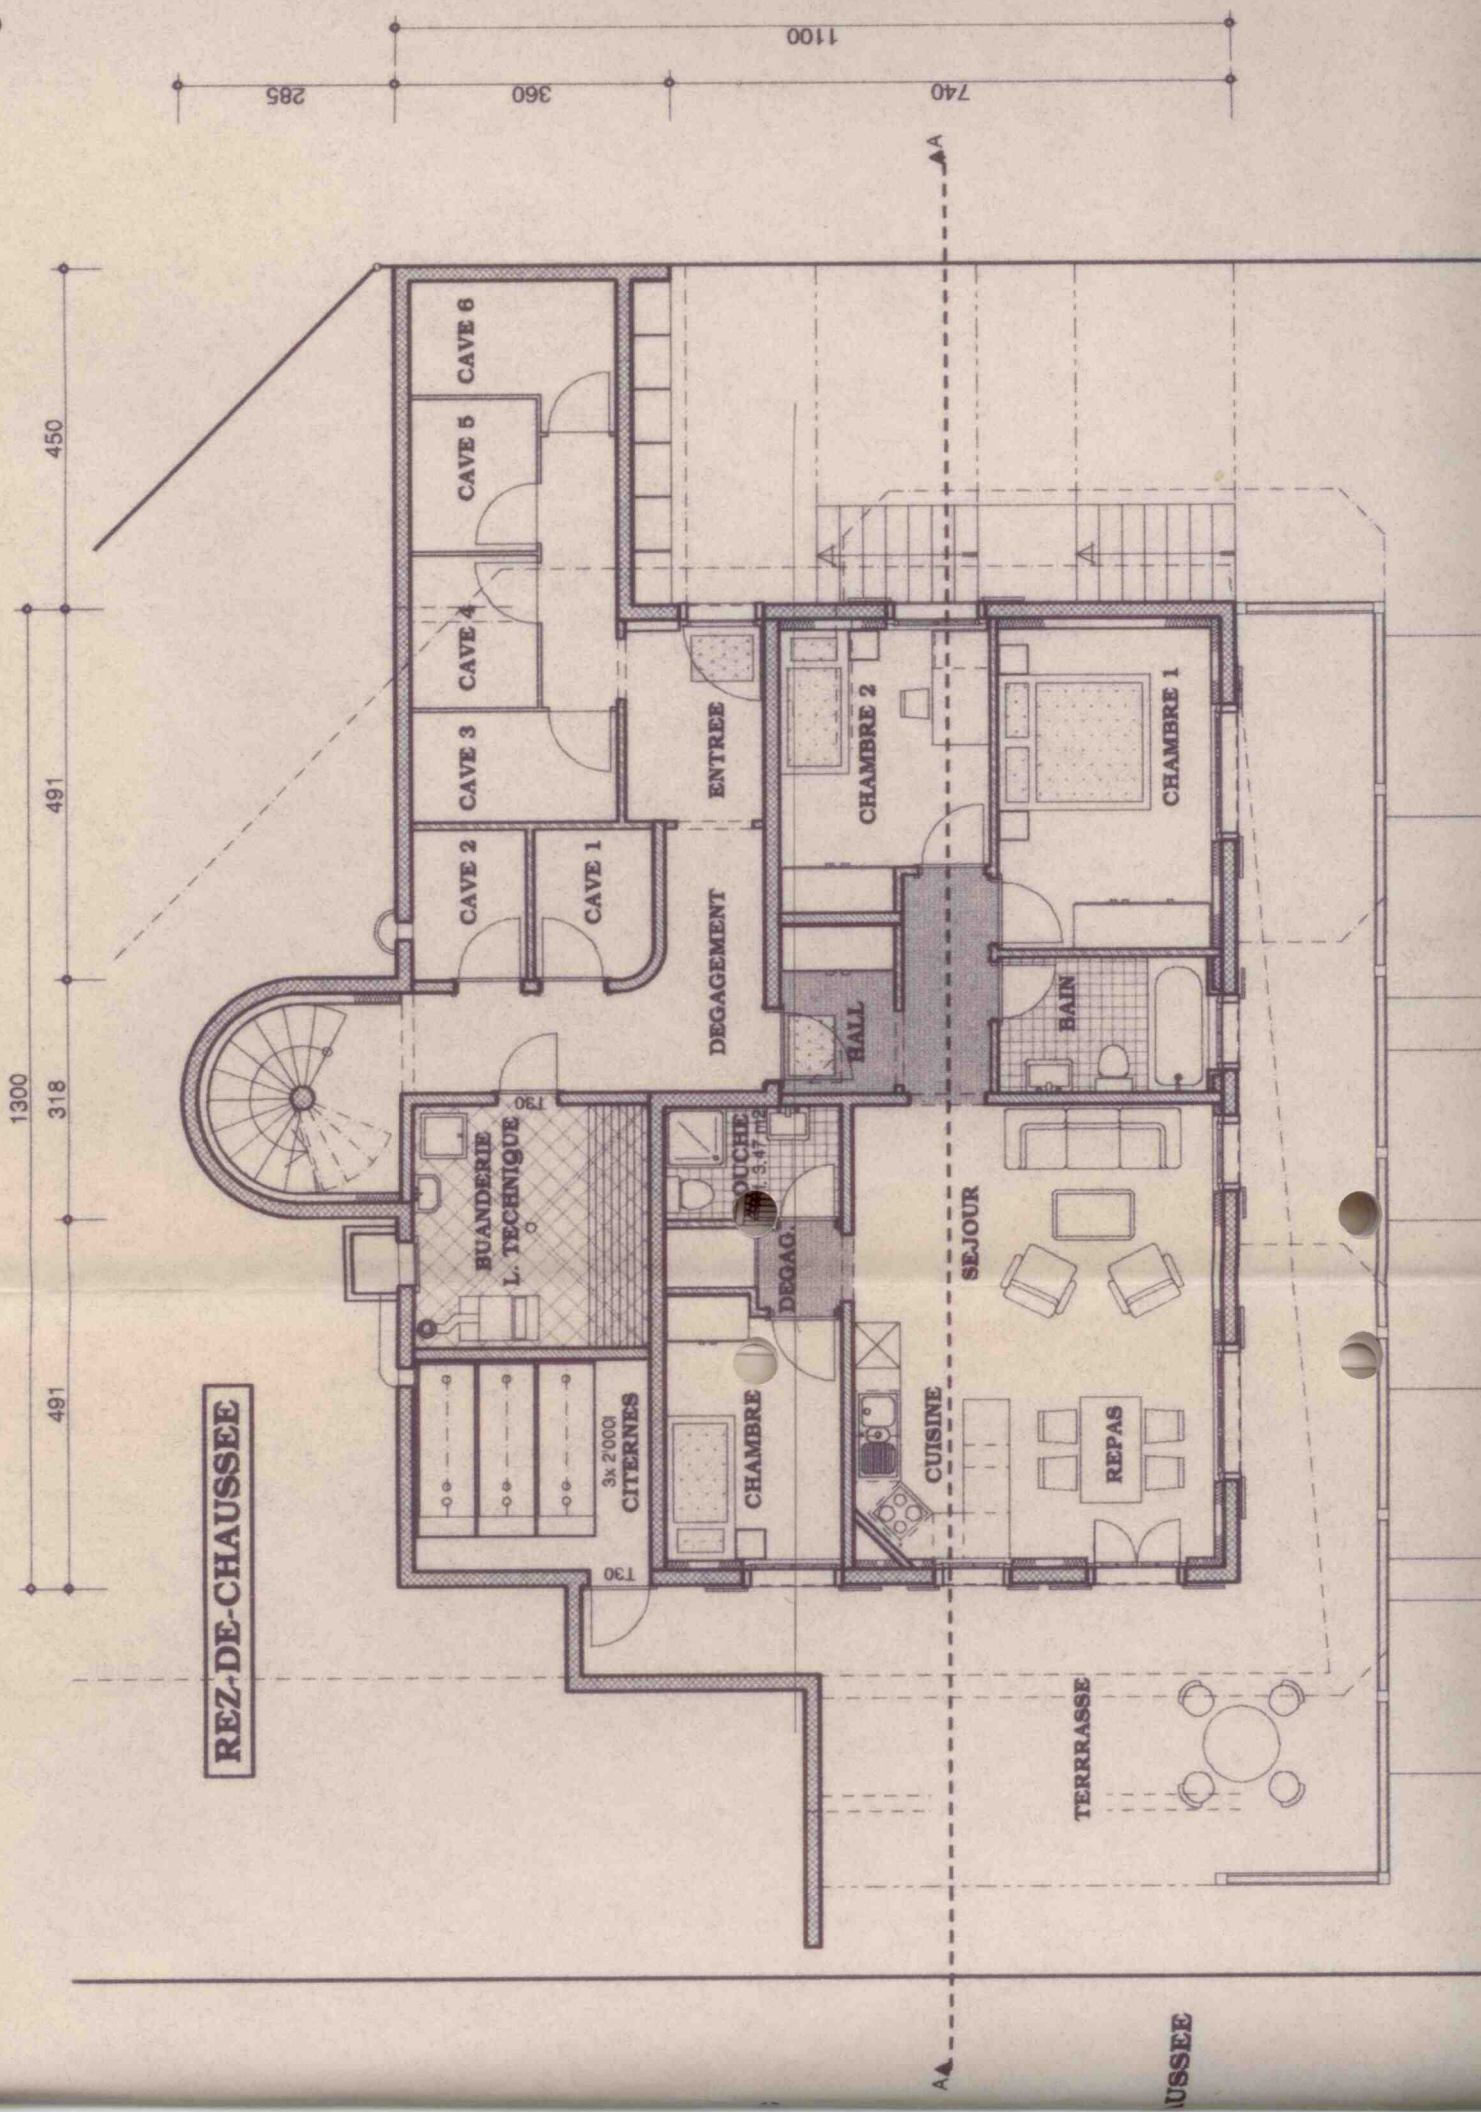 REZ-DE-CHAUSSEE
1300
491
318
491
450
285
360
740
1100
CAVE 6
CAVE 5
CAVE 4
CAVE 3
CAVE 2
CAVE 1
ENTREE
DEGAGEMENT
HALL
CHAMBRE 2
CHAMBRE 1
BAIN
BUANDERIE
L. TECHNIQUE
T30
3x 2'000l
CITERNES
T30
OUCHE
3.47 m2
DEGAG.
CHAMBRE
SEJOUR
CUISINE
REPAS
TERRRASSE
A
A
AUSSEE